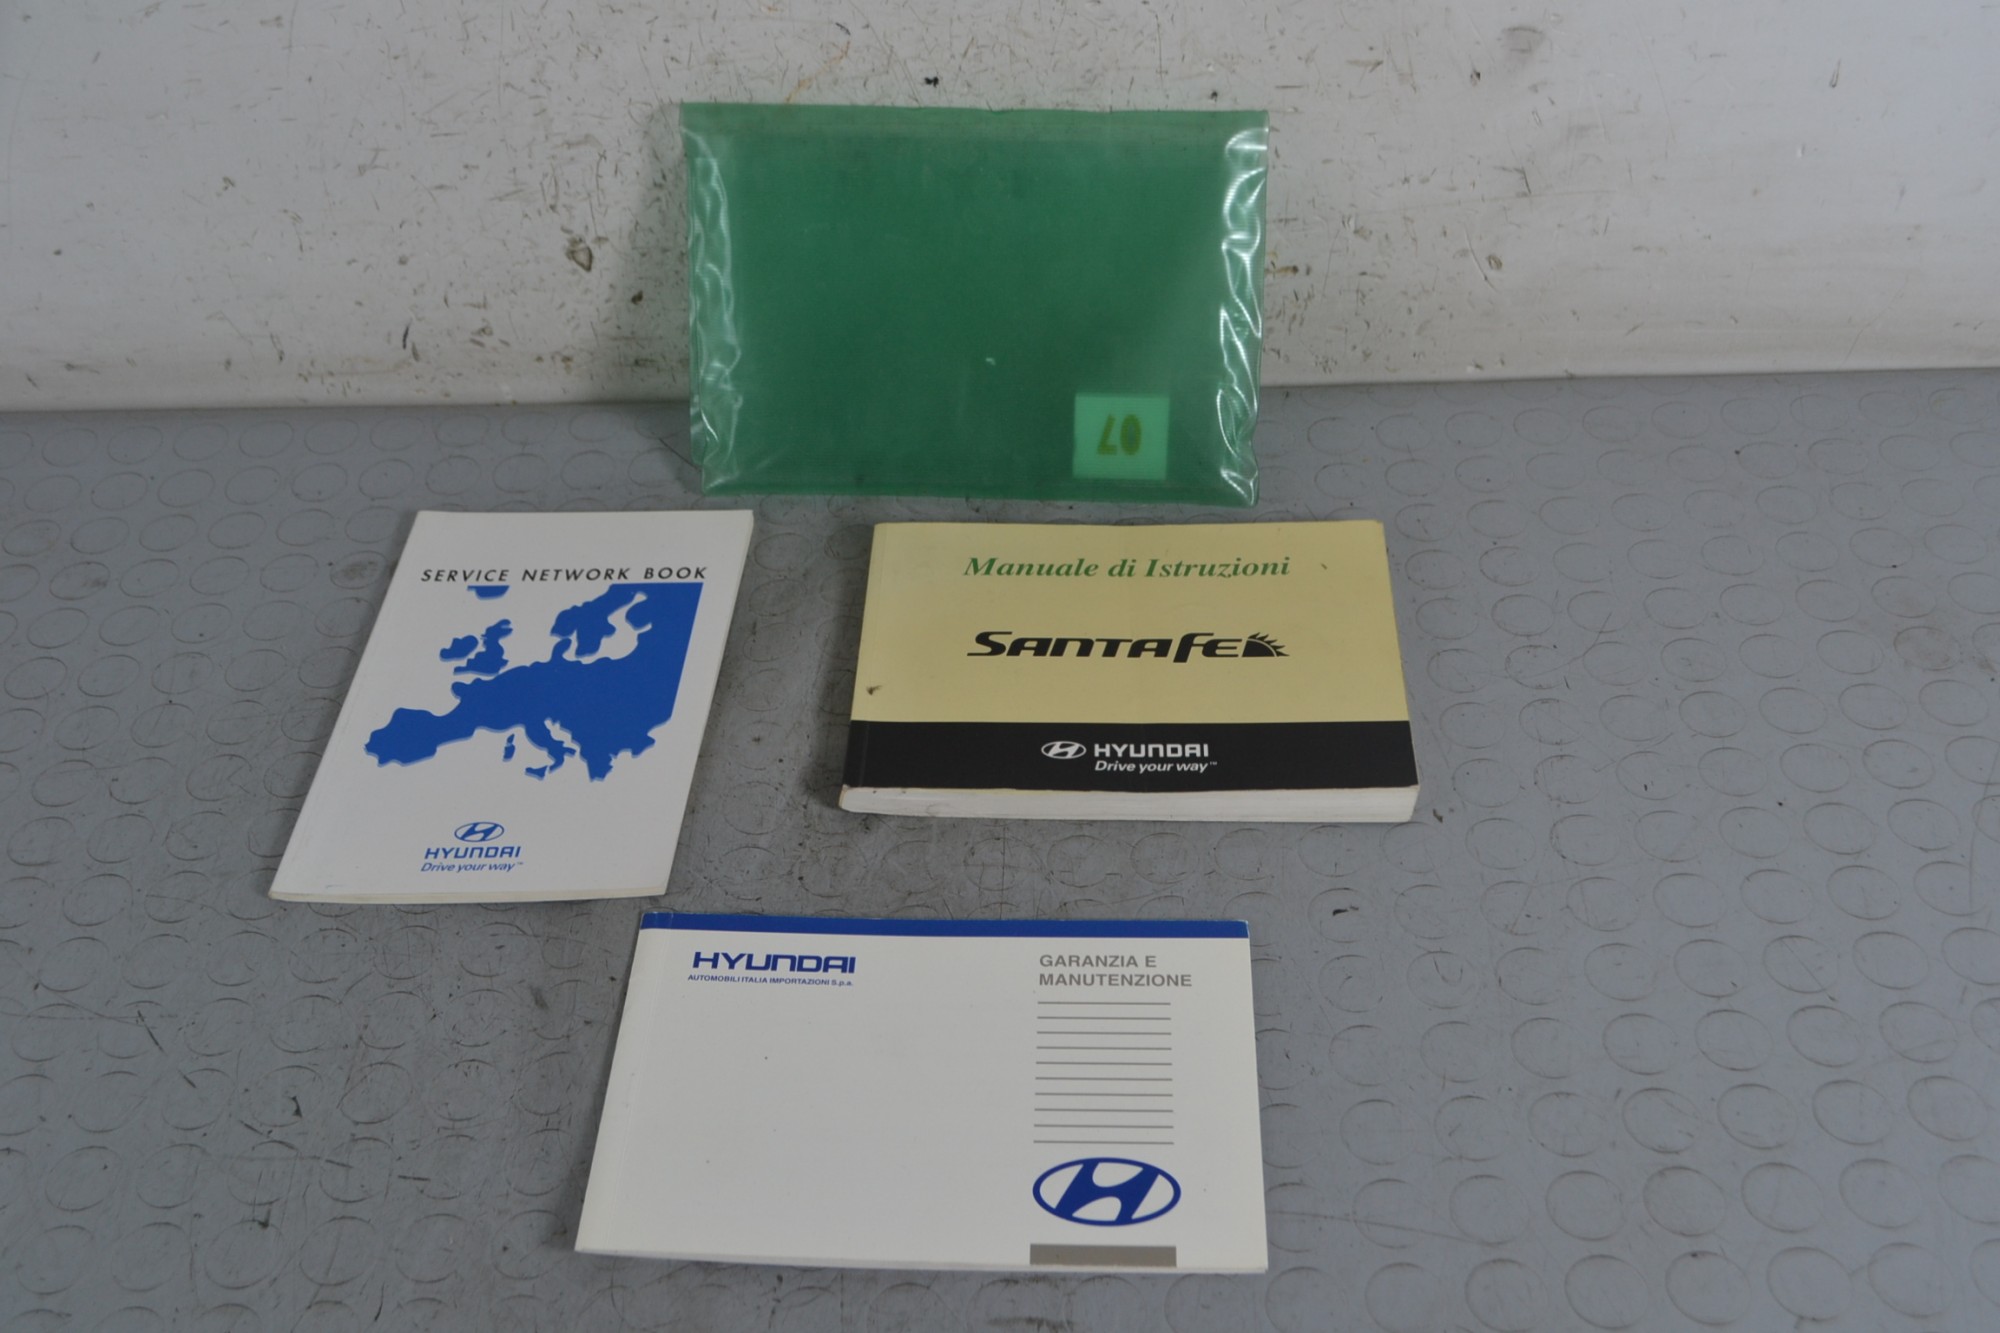 07
SERVICE NETWORK BOOK
HYUNDAI
Drive your way™
Manuale di Istruzioni
SANTAFE
HYUNDAI
Drive your way™
HYUNDAI
AUTOMOBILI ITALIA IMPORTAZIONI S.p.a.
GARANZIA E
MANUTENZIONE